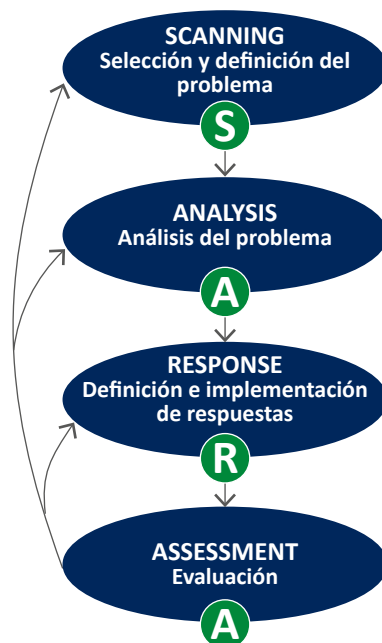 SCANNING
Selección y definición del
problema
S
ANALYSIS
Análisis del problema
A
RESPONSE
Definición e implementación
de respuestas
R
ASSESSMENT
Evaluación
A